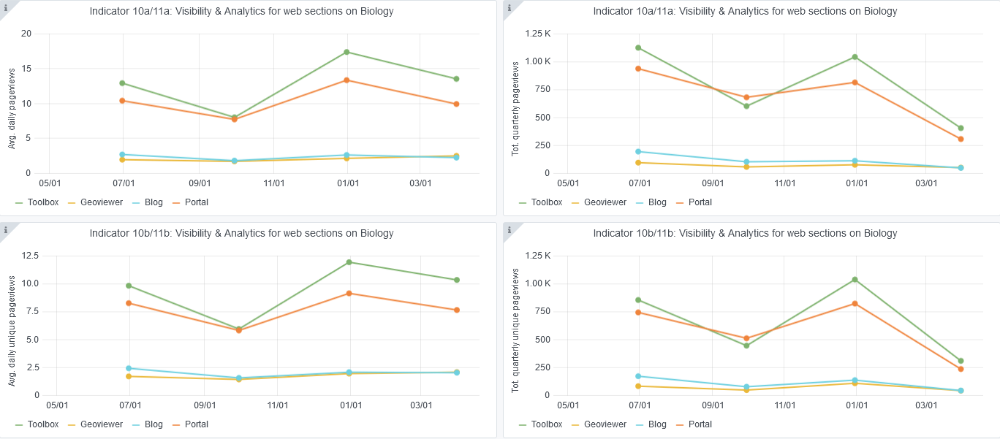 Indicator 10a/11a: Visibility & Analytics for web sections on Biology
Avg. daily pageviews
20
15
10
5
0
05/01 07/01 09/01 11/01 01/01 03/01
Toolbox Geoviewer Blog Portal
Indicator 10a/11a: Visibility & Analytics for web sections on Biology
Tot. quarterly pageviews
1.25 K
1.00 K
750
500
250
0
05/01 07/01 09/01 11/01 01/01 03/01
Toolbox Geoviewer Blog Portal
Indicator 10b/11b: Visibility & Analytics for web sections on Biology
Avg. daily unique pageviews
12.5
10.0
7.5
5.0
2.5
0
05/01 07/01 09/01 11/01 01/01 03/01
Toolbox Geoviewer Blog Portal
Indicator 10b/11b: Visibility & Analytics for web sections on Biology
Tot. quarterly unique pageviews
1.25 K
1.00 K
750
500
250
0
05/01 07/01 09/01 11/01 01/01 03/01
Toolbox Geoviewer Blog Portal